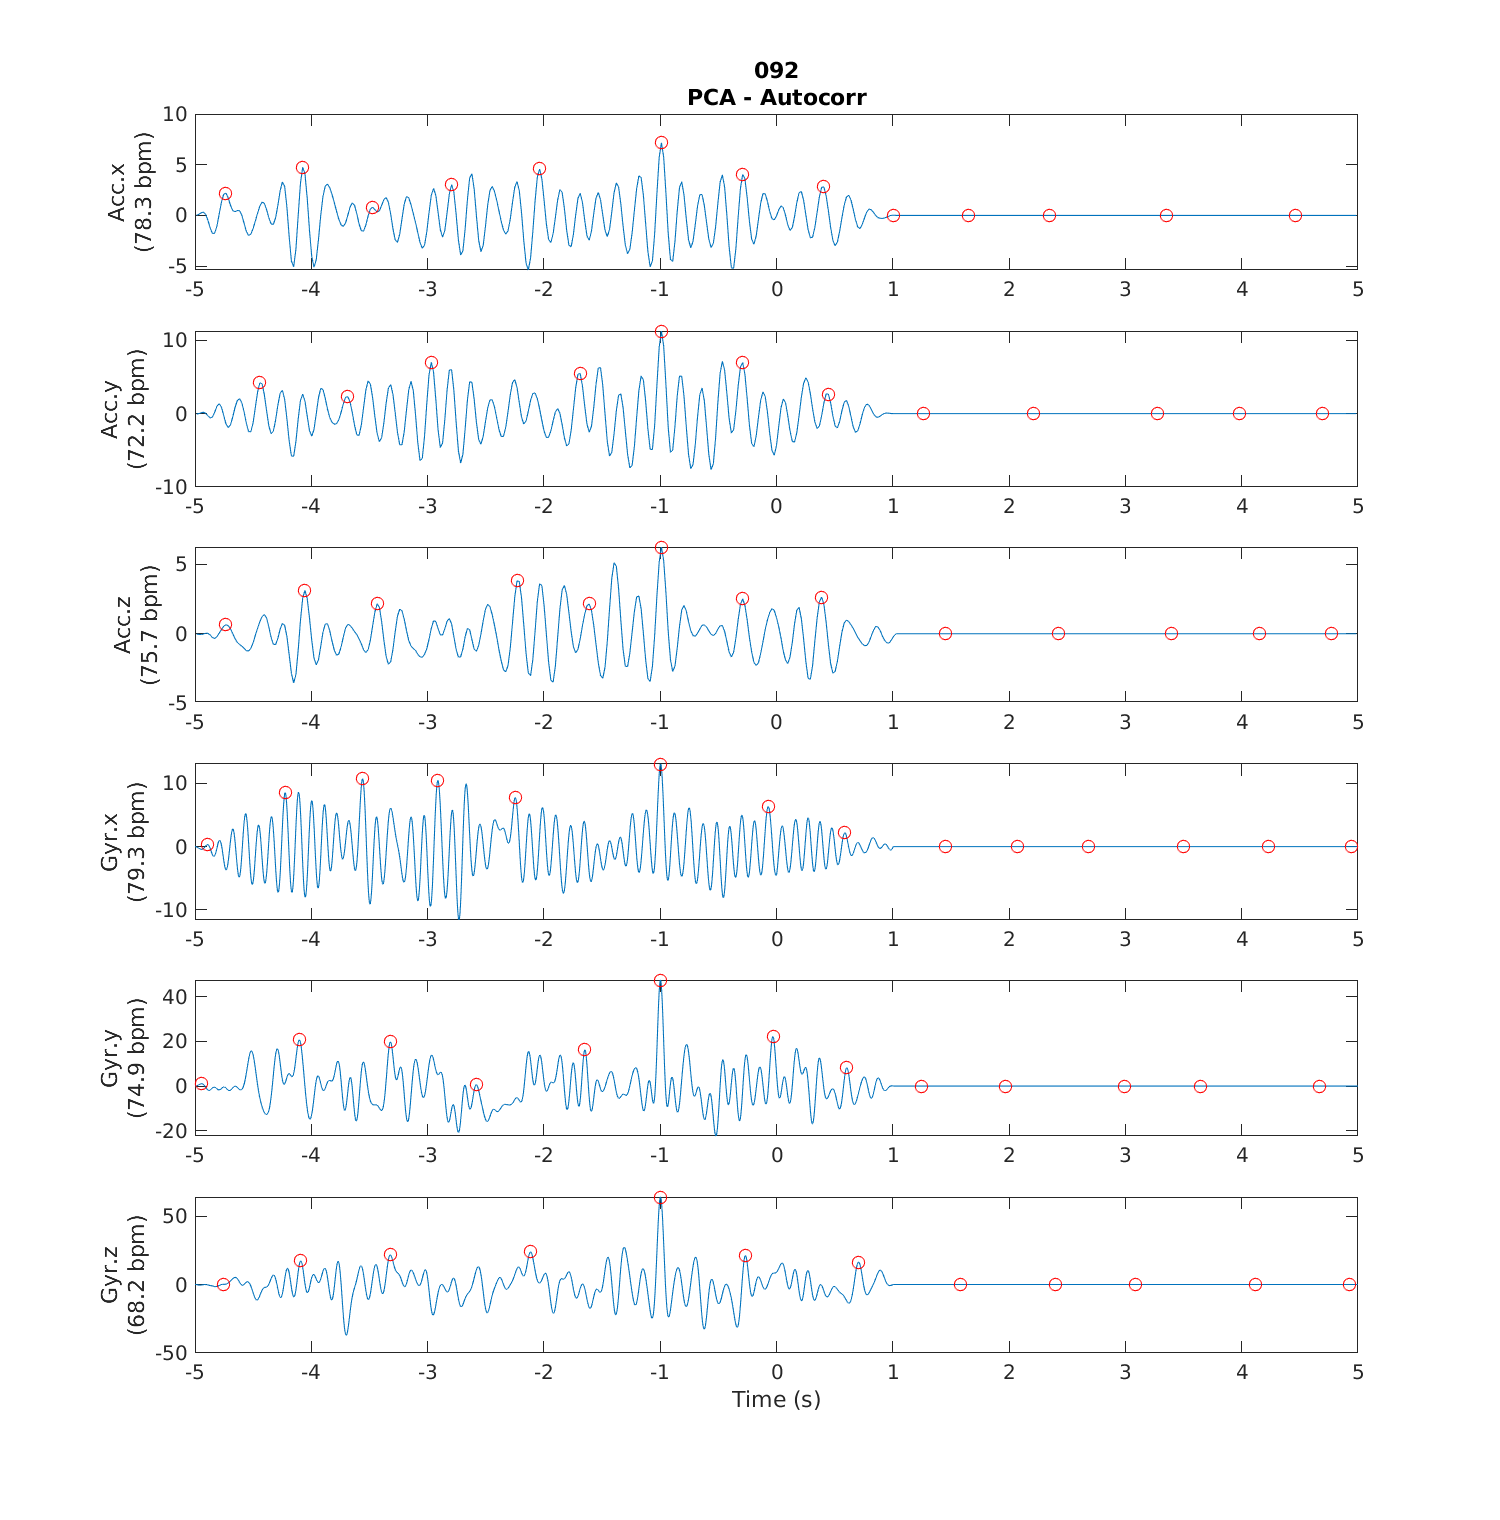 092
PCA - Autocorr
Acc.x
(78.3 bpm)
10
5
0
-5
-5 -4 -3 -2 -1 0 1 2 3 4 5
Acc.y
(72.2 bpm)
10
0
-10
-5 -4 -3 -2 -1 0 1 2 3 4 5
Acc.z
(75.7 bpm)
5
0
-5
-5 -4 -3 -2 -1 0 1 2 3 4 5
Gyr.x
(79.3 bpm)
10
0
-10
-5 -4 -3 -2 -1 0 1 2 3 4 5
Gyr.y
(74.9 bpm)
40
20
0
-20
-5 -4 -3 -2 -1 0 1 2 3 4 5
Gyr.z
(68.2 bpm)
50
0
-50
-5 -4 -3 -2 -1 0 1 2 3 4 5
Time (s)